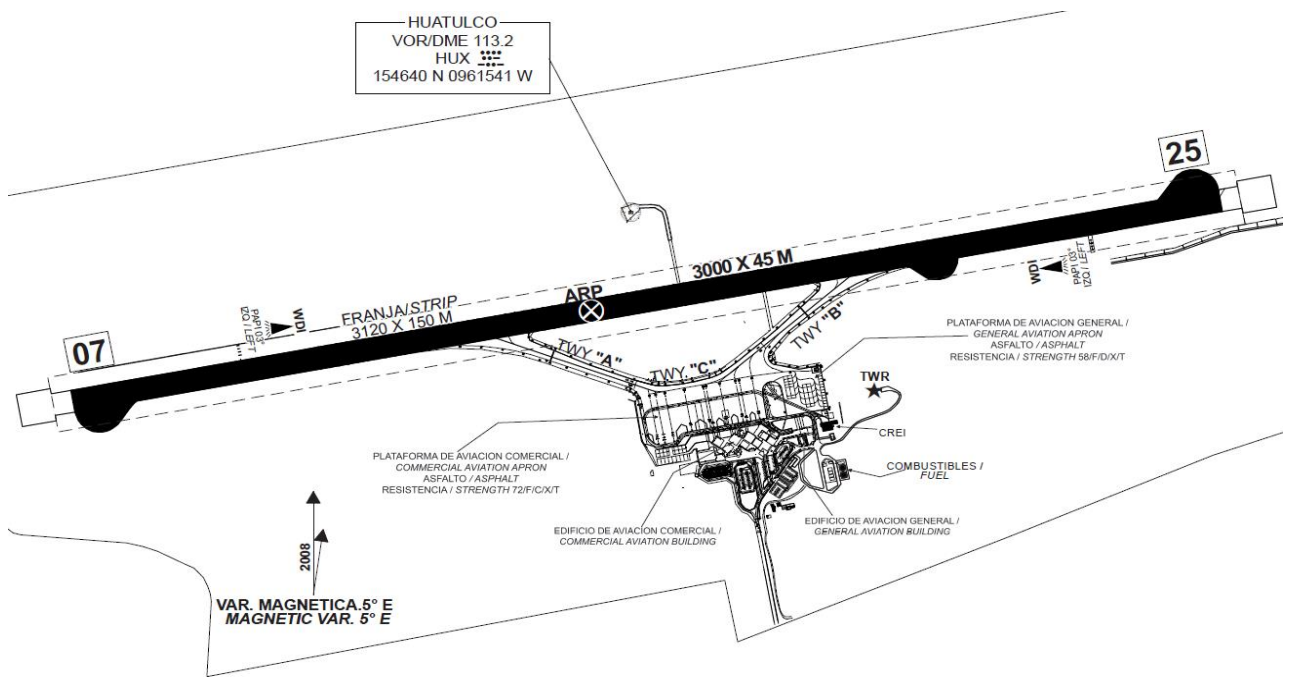 HUATULCO
VOR/DME 113.2
HUX
154640 N 0961541 W
25
3000 X 45 M
WDI
PAPI 03°
IZQ / LEFT
ARP
FRANJA/STRIP
3120 X 150 M
WDI
PAPI 03°
IZQ / LEFT
07
TWY "A"
TWY. "C"
TWY "B"
PLATAFORMA DE AVIACION GENERAL /
GENERAL AVIATION APRON
ASFALTO / ASPHALT
RESISTENCIA / STRENGTH 58/F/D/X/T
TWR
CREI
COMBUSTIBLES /
FUEL
PLATAFORMA DE AVIACION COMERCIAL /
COMMERCIAL AVIATION APRON
ASFALTO / ASPHALT
RESISTENCIA / STRENGTH 72/F/C/X/T
EDIFICIO DE AVIACION COMERCIAL /
COMMERCIAL AVIATION BUILDING
EDIFICIO DE AVIACION GENERAL /
GENERAL AVIATION BUILDING
2008
VAR. MAGNETICA.5° E
MAGNETIC VAR. 5° E